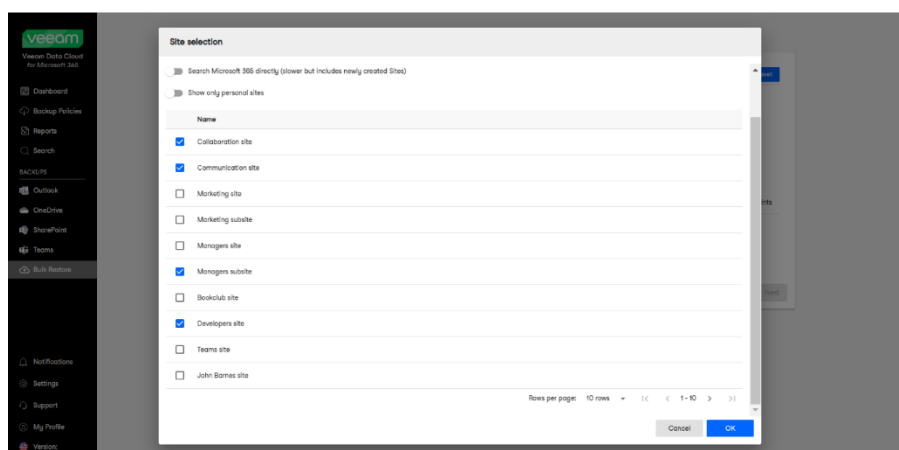 veeam
Veeam Data Cloud
for Microsoft 365
Dashboard
Backup Policies
Reports
Search
BACKUPS
Outlook
OneDrive
SharePoint
Teams
Bulk Restore
Notifications
Settings
Support
My Profile
Version:
Site selection
Search Microsoft 365 directly (slower but includes newly created Sites)
Show only personal sites
Name
Collaboration site
Communication site
Marketing site
Marketing subsite
Managers site
Managers subsite
Bookclub site
Developers site
Teams site
John Barnes site
Rows per page: 10 rows 1-10
Cancel OK
Next